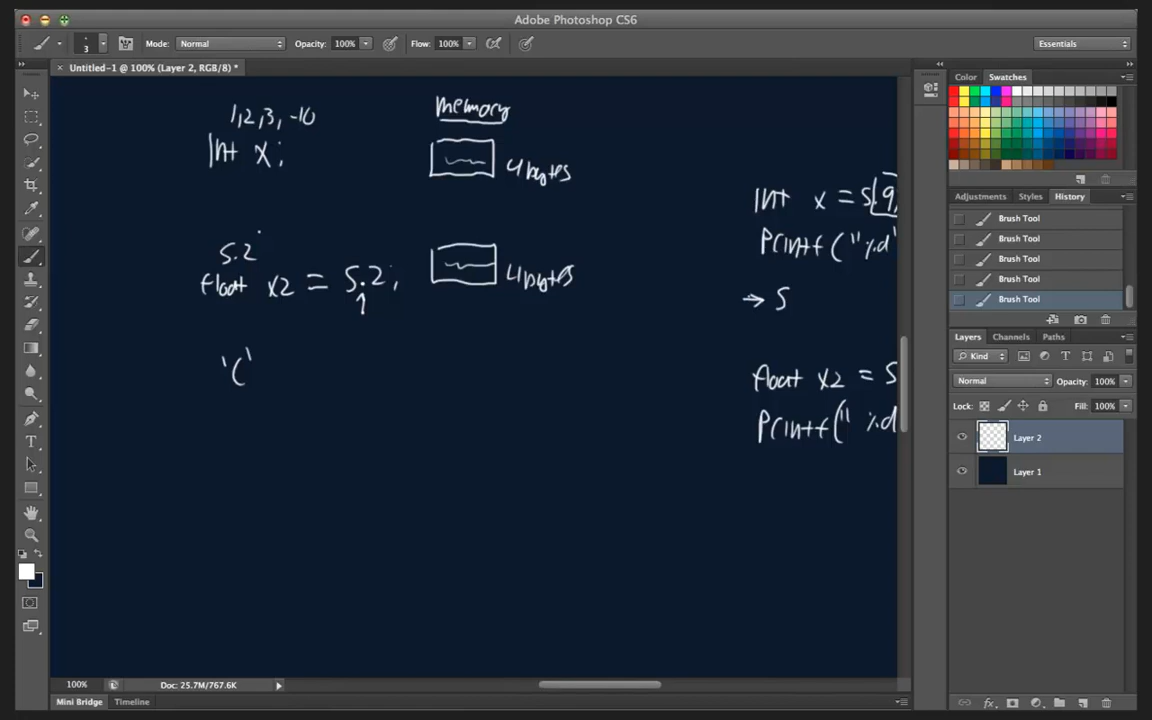 Adobe Photoshop CS6
3 Mode: Normal Opacity: 100% Flow: 100% Essentials
Untitled-1 @ 100% (Layer 2, RGB/8) *
1,2,3, -10
Int x;
memory
4bytes
5.2
float x2 = 5.2;
4bytes
'C'
Int x = 5.9
Printf("%d"
→ 5
float x2 = 5
Printf("%d
Color Swatches
Adjustments Styles History
Brush Tool
Brush Tool
Brush Tool
Brush Tool
Brush Tool
Layers Channels Paths
Kind
Normal Opacity: 100%
Lock: Fill: 100%
Layer 2
Layer 1
100% Doc: 25.7M/767.6K
Mini Bridge Timeline